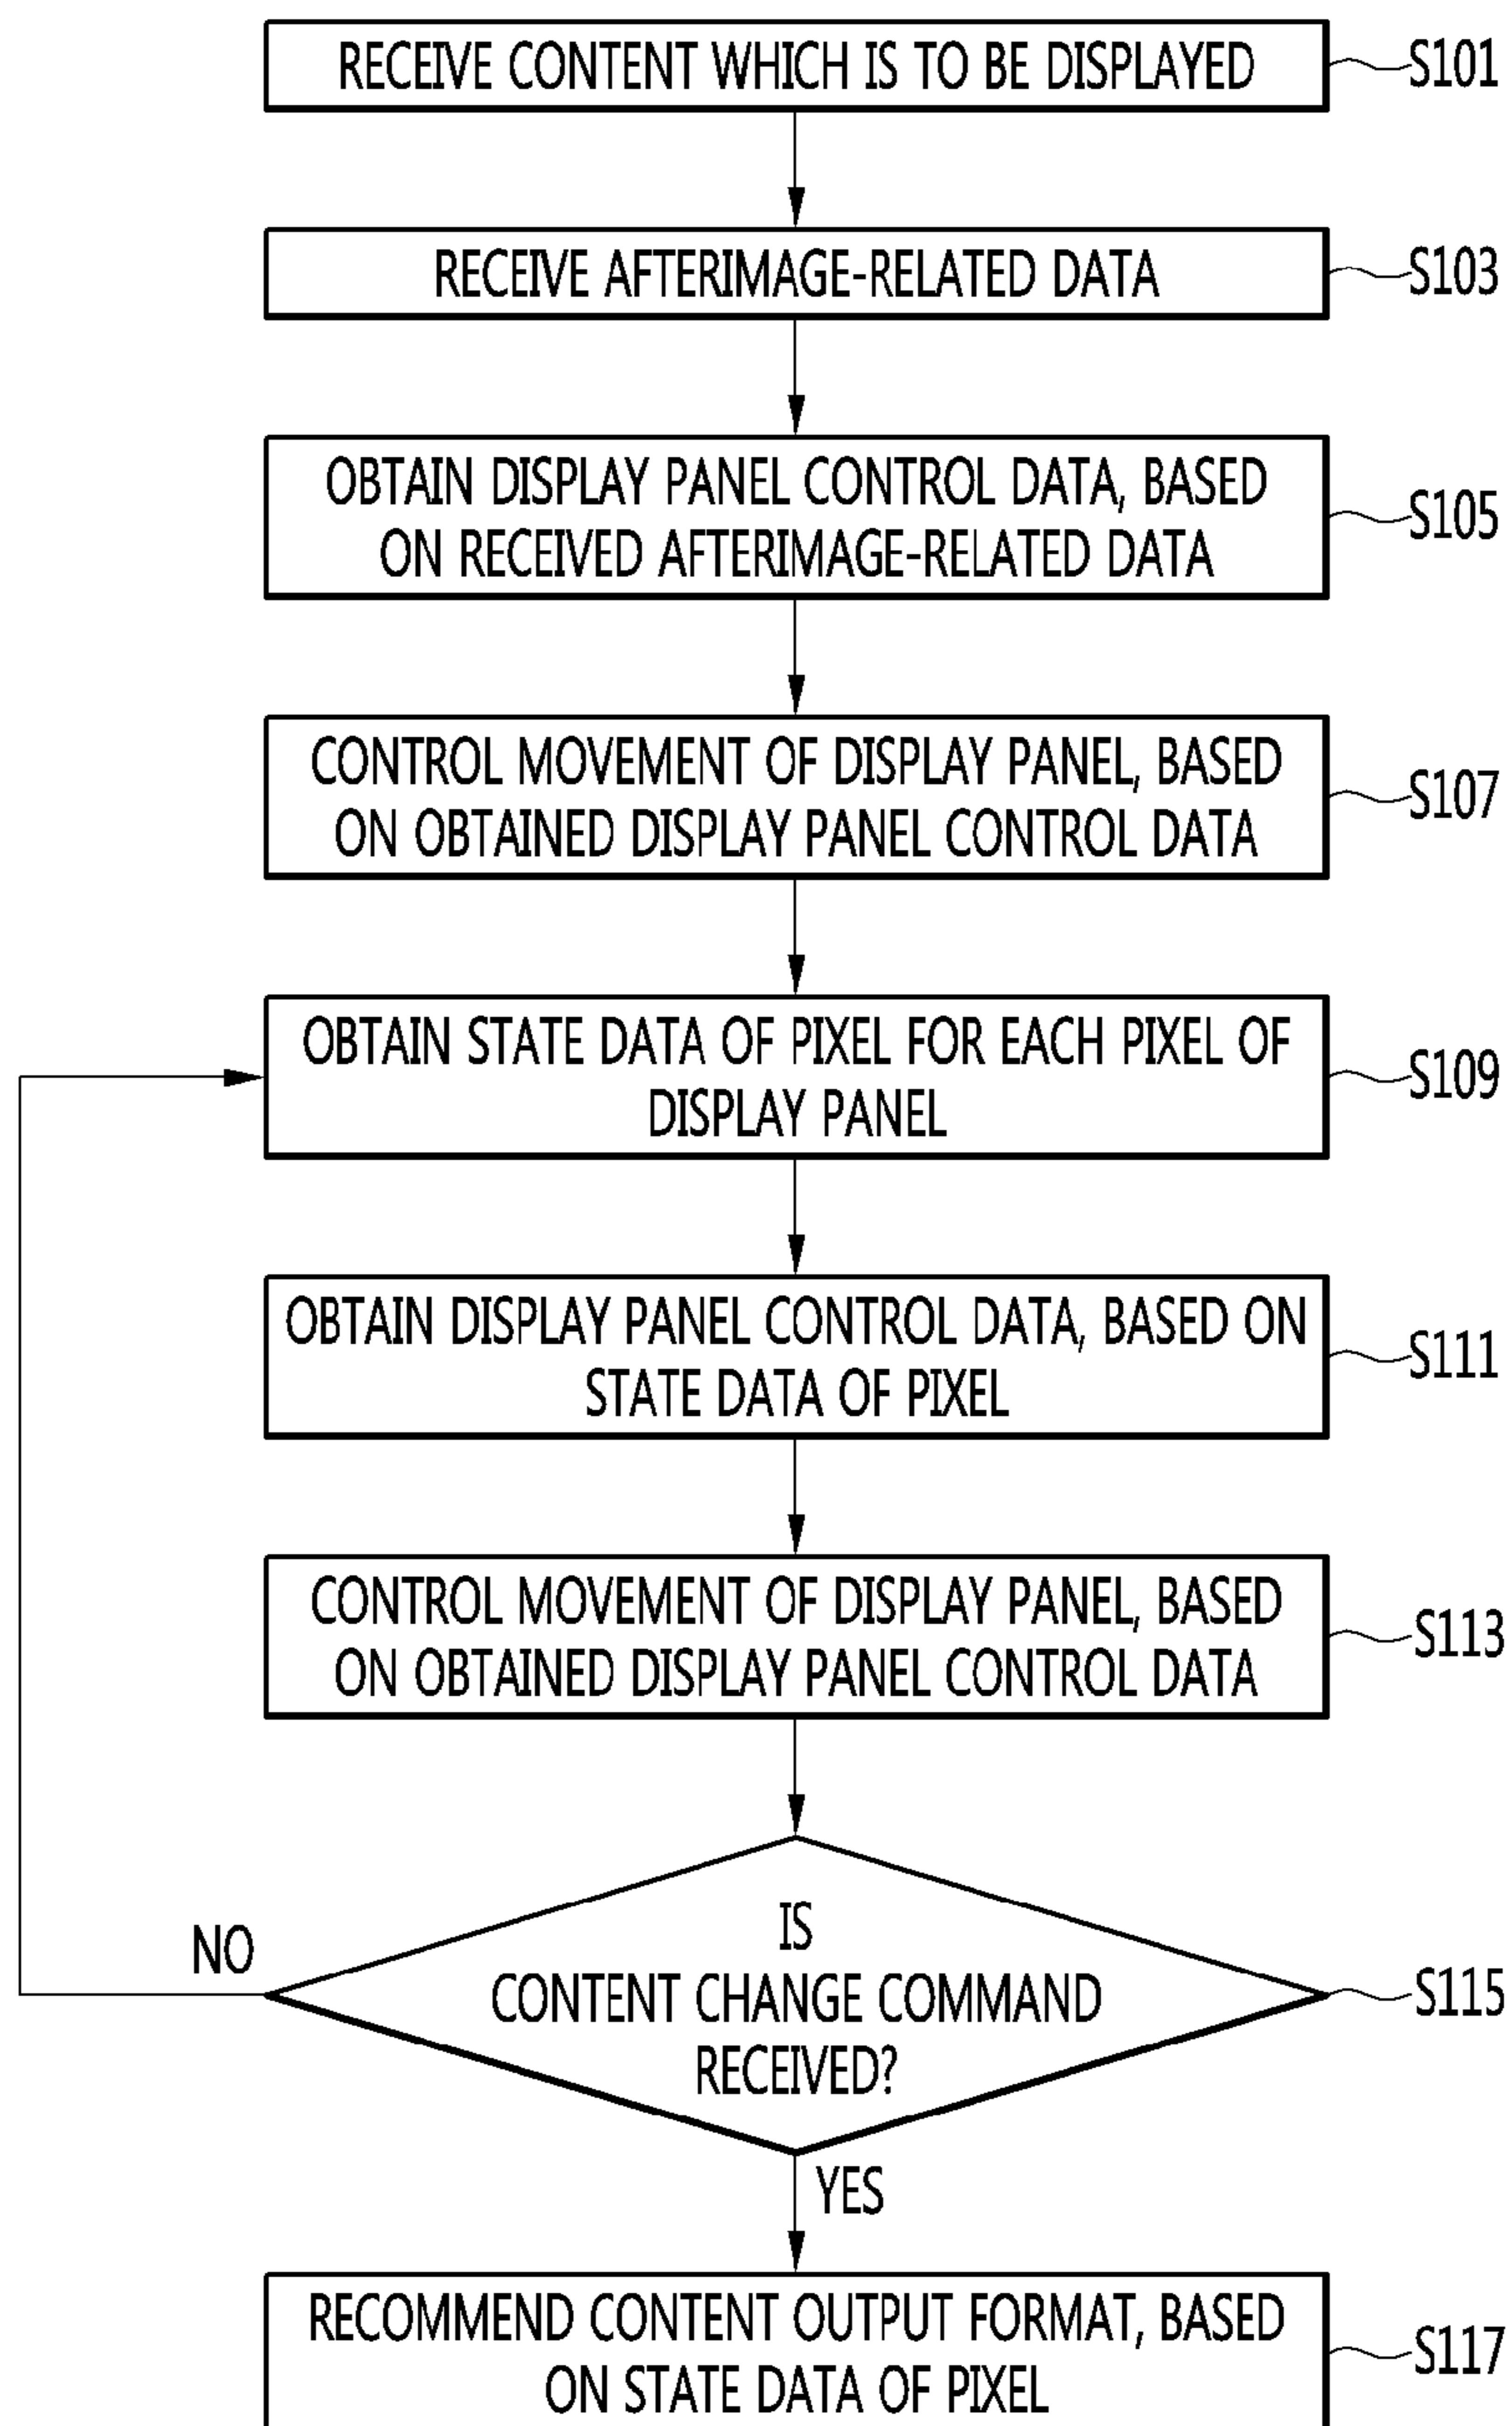 RECEIVE CONTENT WHICH IS TO BE DISPLAYED
S101
RECEIVE AFTERIMAGE-RELATED DATA
S103
OBTAIN DISPLAY PANEL CONTROL DATA, BASED
ON RECEIVED AFTERIMAGE-RELATED DATA
S105
CONTROL MOVEMENT OF DISPLAY PANEL, BASED
ON OBTAINED DISPLAY PANEL CONTROL DATA
S107
OBTAIN STATE DATA OF PIXEL FOR EACH PIXEL OF
DISPLAY PANEL
S109
OBTAIN DISPLAY PANEL CONTROL DATA, BASED ON
STATE DATA OF PIXEL
S111
CONTROL MOVEMENT OF DISPLAY PANEL, BASED
ON OBTAINED DISPLAY PANEL CONTROL DATA
S113
IS
CONTENT CHANGE COMMAND
RECEIVED?
S115
NO
YES
RECOMMEND CONTENT OUTPUT FORMAT, BASED
ON STATE DATA OF PIXEL
S117